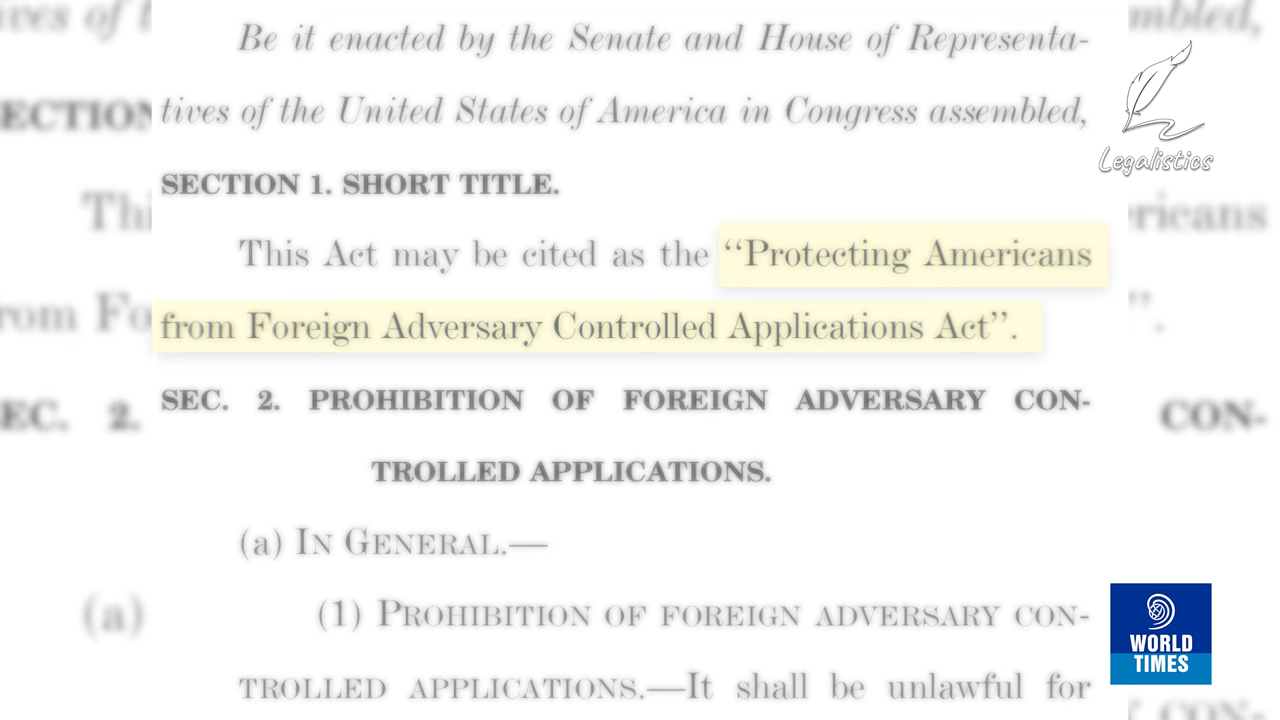 Be it enacted by the Senate and House of Representa-
tives of the United States of America in Congress assembled,
SECTION 1. SHORT TITLE.
This Act may be cited as the ‘‘Protecting Americans
from Foreign Adversary Controlled Applications Act’’.
SEC. 2. PROHIBITION OF FOREIGN ADVERSARY CON-
TROLLED APPLICATIONS.
(a) IN GENERAL.—
(1) PROHIBITION OF FOREIGN ADVERSARY CON-
TROLLED APPLICATIONS.—It shall be unlawful for
Legalistics
WORLD
TIMES